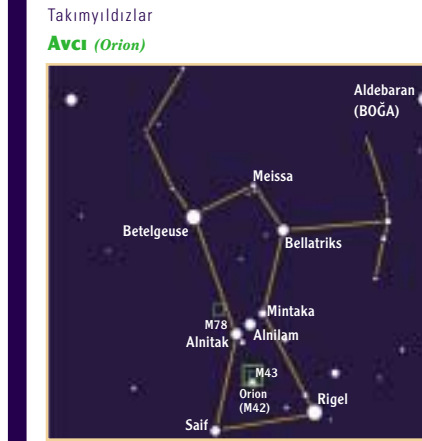 Takımyıldızlar
Avcı (Orion)
Aldebaran
(BOĞA)
Meissa
Betelgeuse
Bellatriks
Mintaka
M78
Alnilam
Alnitak
M43
Orion
(M42)
Rigel
Saif